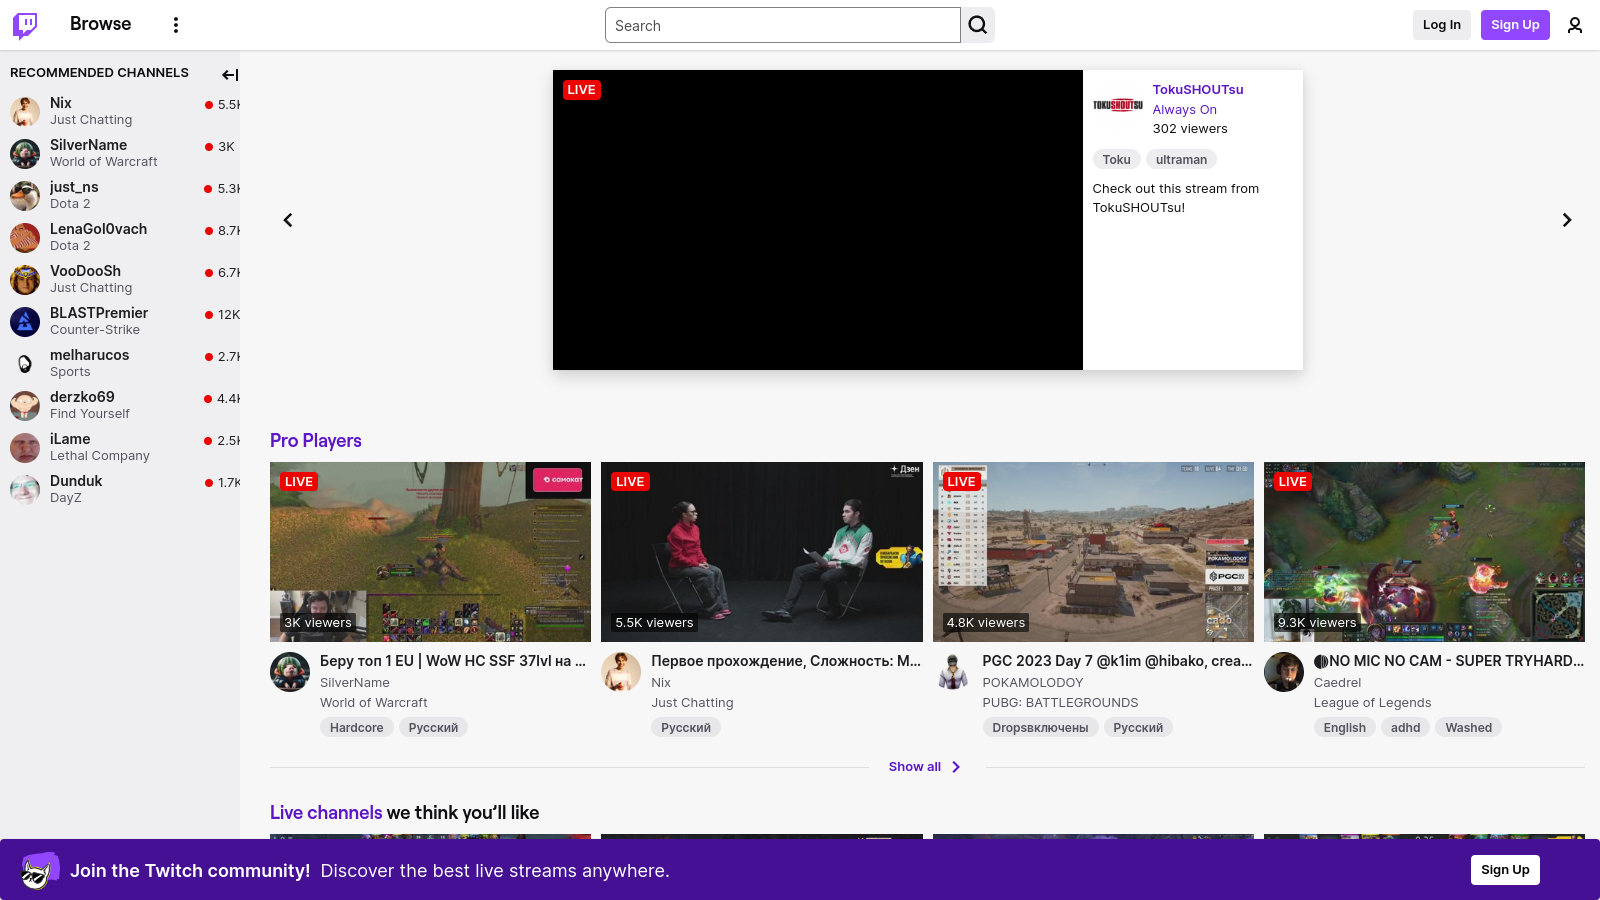 Browse
Search
Log In
Sign Up
RECOMMENDED CHANNELS
Nix
Just Chatting
5.5K
SilverName
World of Warcraft
3K
just_ns
Dota 2
5.3K
LenaGol0vach
Dota 2
8.7K
VooDooSh
Just Chatting
6.7K
BLASTPremier
Counter-Strike
12K
melharucos
Sports
2.7K
derzko69
Find Yourself
4.4K
iLame
Lethal Company
2.5K
Dunduk
DayZ
1.7K
LIVE
TOKUSHOUTSU
TokuSHOUTsu
Always On
302 viewers
Toku
ultraman
Check out this stream from
TokuSHOUTsu!
Pro Players
LIVE
самокат
3K viewers
LIVE
Дзен
5.5K viewers
LIVE
POKAMOLODOY
PGC
4.8K viewers
LIVE
9.3K viewers
Беру топ 1 EU | WoW HC SSF 37lvl на ...
SilverName
World of Warcraft
Hardcore
Русский
Первое прохождение, Сложность: М...
Nix
Just Chatting
Русский
PGC 2023 Day 7 @k1im @hibako, crea...
POKAMOLODOY
PUBG: BATTLEGROUNDS
Dropsвключены
Русский
NO MIC NO CAM - SUPER TRYHARD...
Caedrel
League of Legends
English
adhd
Washed
Show all
Live channels we think you’ll like
Join the Twitch community! Discover the best live streams anywhere.
Sign Up